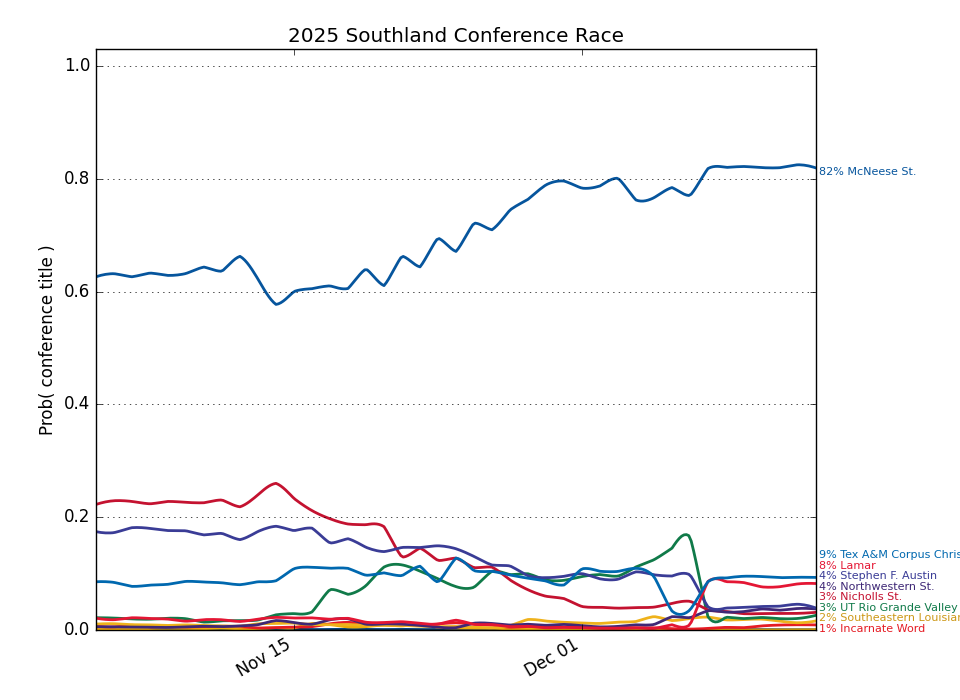 2025 Southland Conference Race
Prob( conference title )
1.0
0.8
0.6
0.4
0.2
0.0
Nov 15
Dec 01
82% McNeese St.
9% Tex A&M Corpus Chris
8% Lamar
4% Stephen F. Austin
4% Northwestern St.
3% Nicholls St.
3% UT Rio Grande Valley
2% Southeastern Louisian
1% Incarnate Word